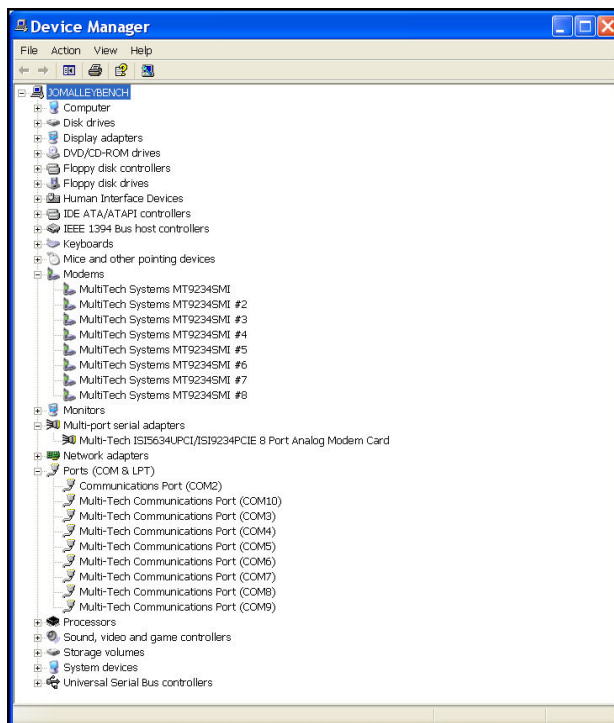 Device Manager
File Action View Help
JOMALLEYBENCH
Computer
Disk drives
Display adapters
DVD/CD-ROM drives
Floppy disk controllers
Floppy disk drives
Human Interface Devices
IDE ATA/ATAPI controllers
IEEE 1394 Bus host controllers
Keyboards
Mice and other pointing devices
Modems
MultiTech Systems MT9234SMI
MultiTech Systems MT9234SMI #2
MultiTech Systems MT9234SMI #3
MultiTech Systems MT9234SMI #4
MultiTech Systems MT9234SMI #5
MultiTech Systems MT9234SMI #6
MultiTech Systems MT9234SMI #7
MultiTech Systems MT9234SMI #8
Monitors
Multi-port serial adapters
Multi-Tech ISI5634UPCI/ISI9234PCIE 8 Port Analog Modem Card
Network adapters
Ports (COM & LPT)
Communications Port (COM2)
Multi-Tech Communications Port (COM10)
Multi-Tech Communications Port (COM3)
Multi-Tech Communications Port (COM4)
Multi-Tech Communications Port (COM5)
Multi-Tech Communications Port (COM6)
Multi-Tech Communications Port (COM7)
Multi-Tech Communications Port (COM8)
Multi-Tech Communications Port (COM9)
Processors
Sound, video and game controllers
Storage volumes
System devices
Universal Serial Bus controllers